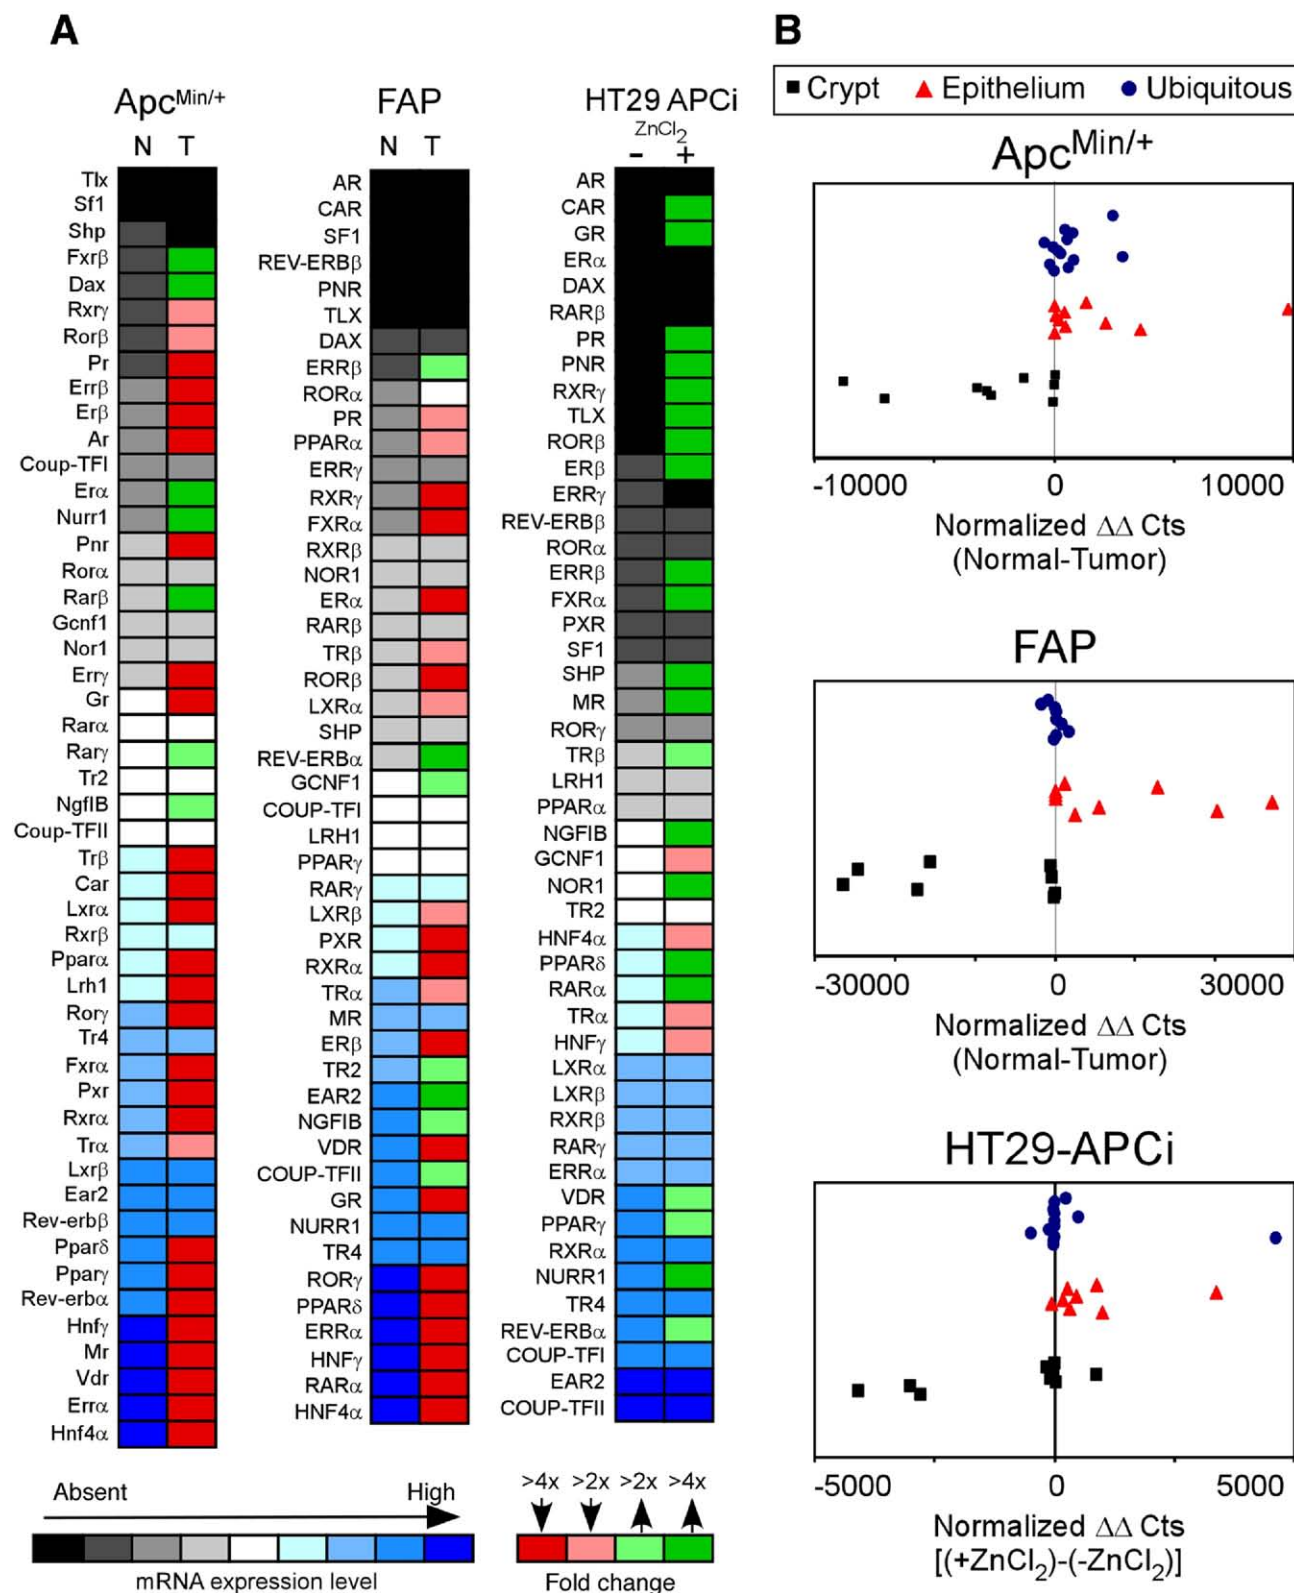 A
Apc^Min/+
N T
Tlx
Sf1
Shp
Fxrβ
Dax
Rxrγ
Rorβ
Pr
Errβ
Erβ
Ar
Coup-TFI
Erα
Nurr1
Pnr
Rorα
Rarβ
Gcnf1
Nor1
Errγ
Gr
Rarα
Rarγ
Tr2
NgfIB
Coup-TFII
Trβ
Car
Lxrα
Rxrβ
Pparα
Lrh1
Rorγ
Tr4
Fxrα
Pxr
Rxrα
Trα
Lxrβ
Ear2
Rev-erbβ
Pparδ
Pparγ
Rev-erbα
Hnfγ
Mr
Vdr
Errα
Hnf4α
FAP
N T
AR
CAR
SF1
REV-ERBβ
PNR
TLX
DAX
ERRβ
RORα
PR
PPARα
ERRγ
RXRγ
FXRα
RXRβ
NOR1
ERα
RARβ
TRβ
RORβ
LXRα
SHP
REV-ERBα
GCNF1
COUP-TFI
LRH1
PPARγ
RARγ
LXRβ
PXR
RXRα
TRα
MR
ERβ
TR2
EAR2
NGFIB
VDR
COUP-TFII
GR
NURR1
TR4
RORγ
PPARδ
ERRα
HNFγ
RARα
HNF4α
HT29 APCi
ZnCl2
− +
AR
CAR
GR
ERα
DAX
RARβ
PR
PNR
RXRγ
TLX
RORβ
ERβ
ERRγ
REV-ERBβ
RORα
ERRβ
FXRα
PXR
SF1
SHP
MR
RORγ
TRβ
LRH1
PPARα
NGFIB
GCNF1
NOR1
TR2
HNF4α
PPARδ
RARα
TRα
HNFγ
LXRα
LXRβ
RXRβ
RARγ
ERRα
VDR
PPARγ
RXRα
NURR1
TR4
REV-ERBα
COUP-TFI
EAR2
COUP-TFII
Absent High
mRNA expression level
>4x >2x >2x >4x
Fold change
B
Crypt Epithelium Ubiquitous
Apc^Min/+
-10000 0 10000
Normalized ΔΔ Cts
(Normal-Tumor)
FAP
-30000 0 30000
Normalized ΔΔ Cts
(Normal-Tumor)
HT29-APCi
-5000 0 5000
Normalized ΔΔ Cts
[(+ZnCl2)-(-ZnCl2)]